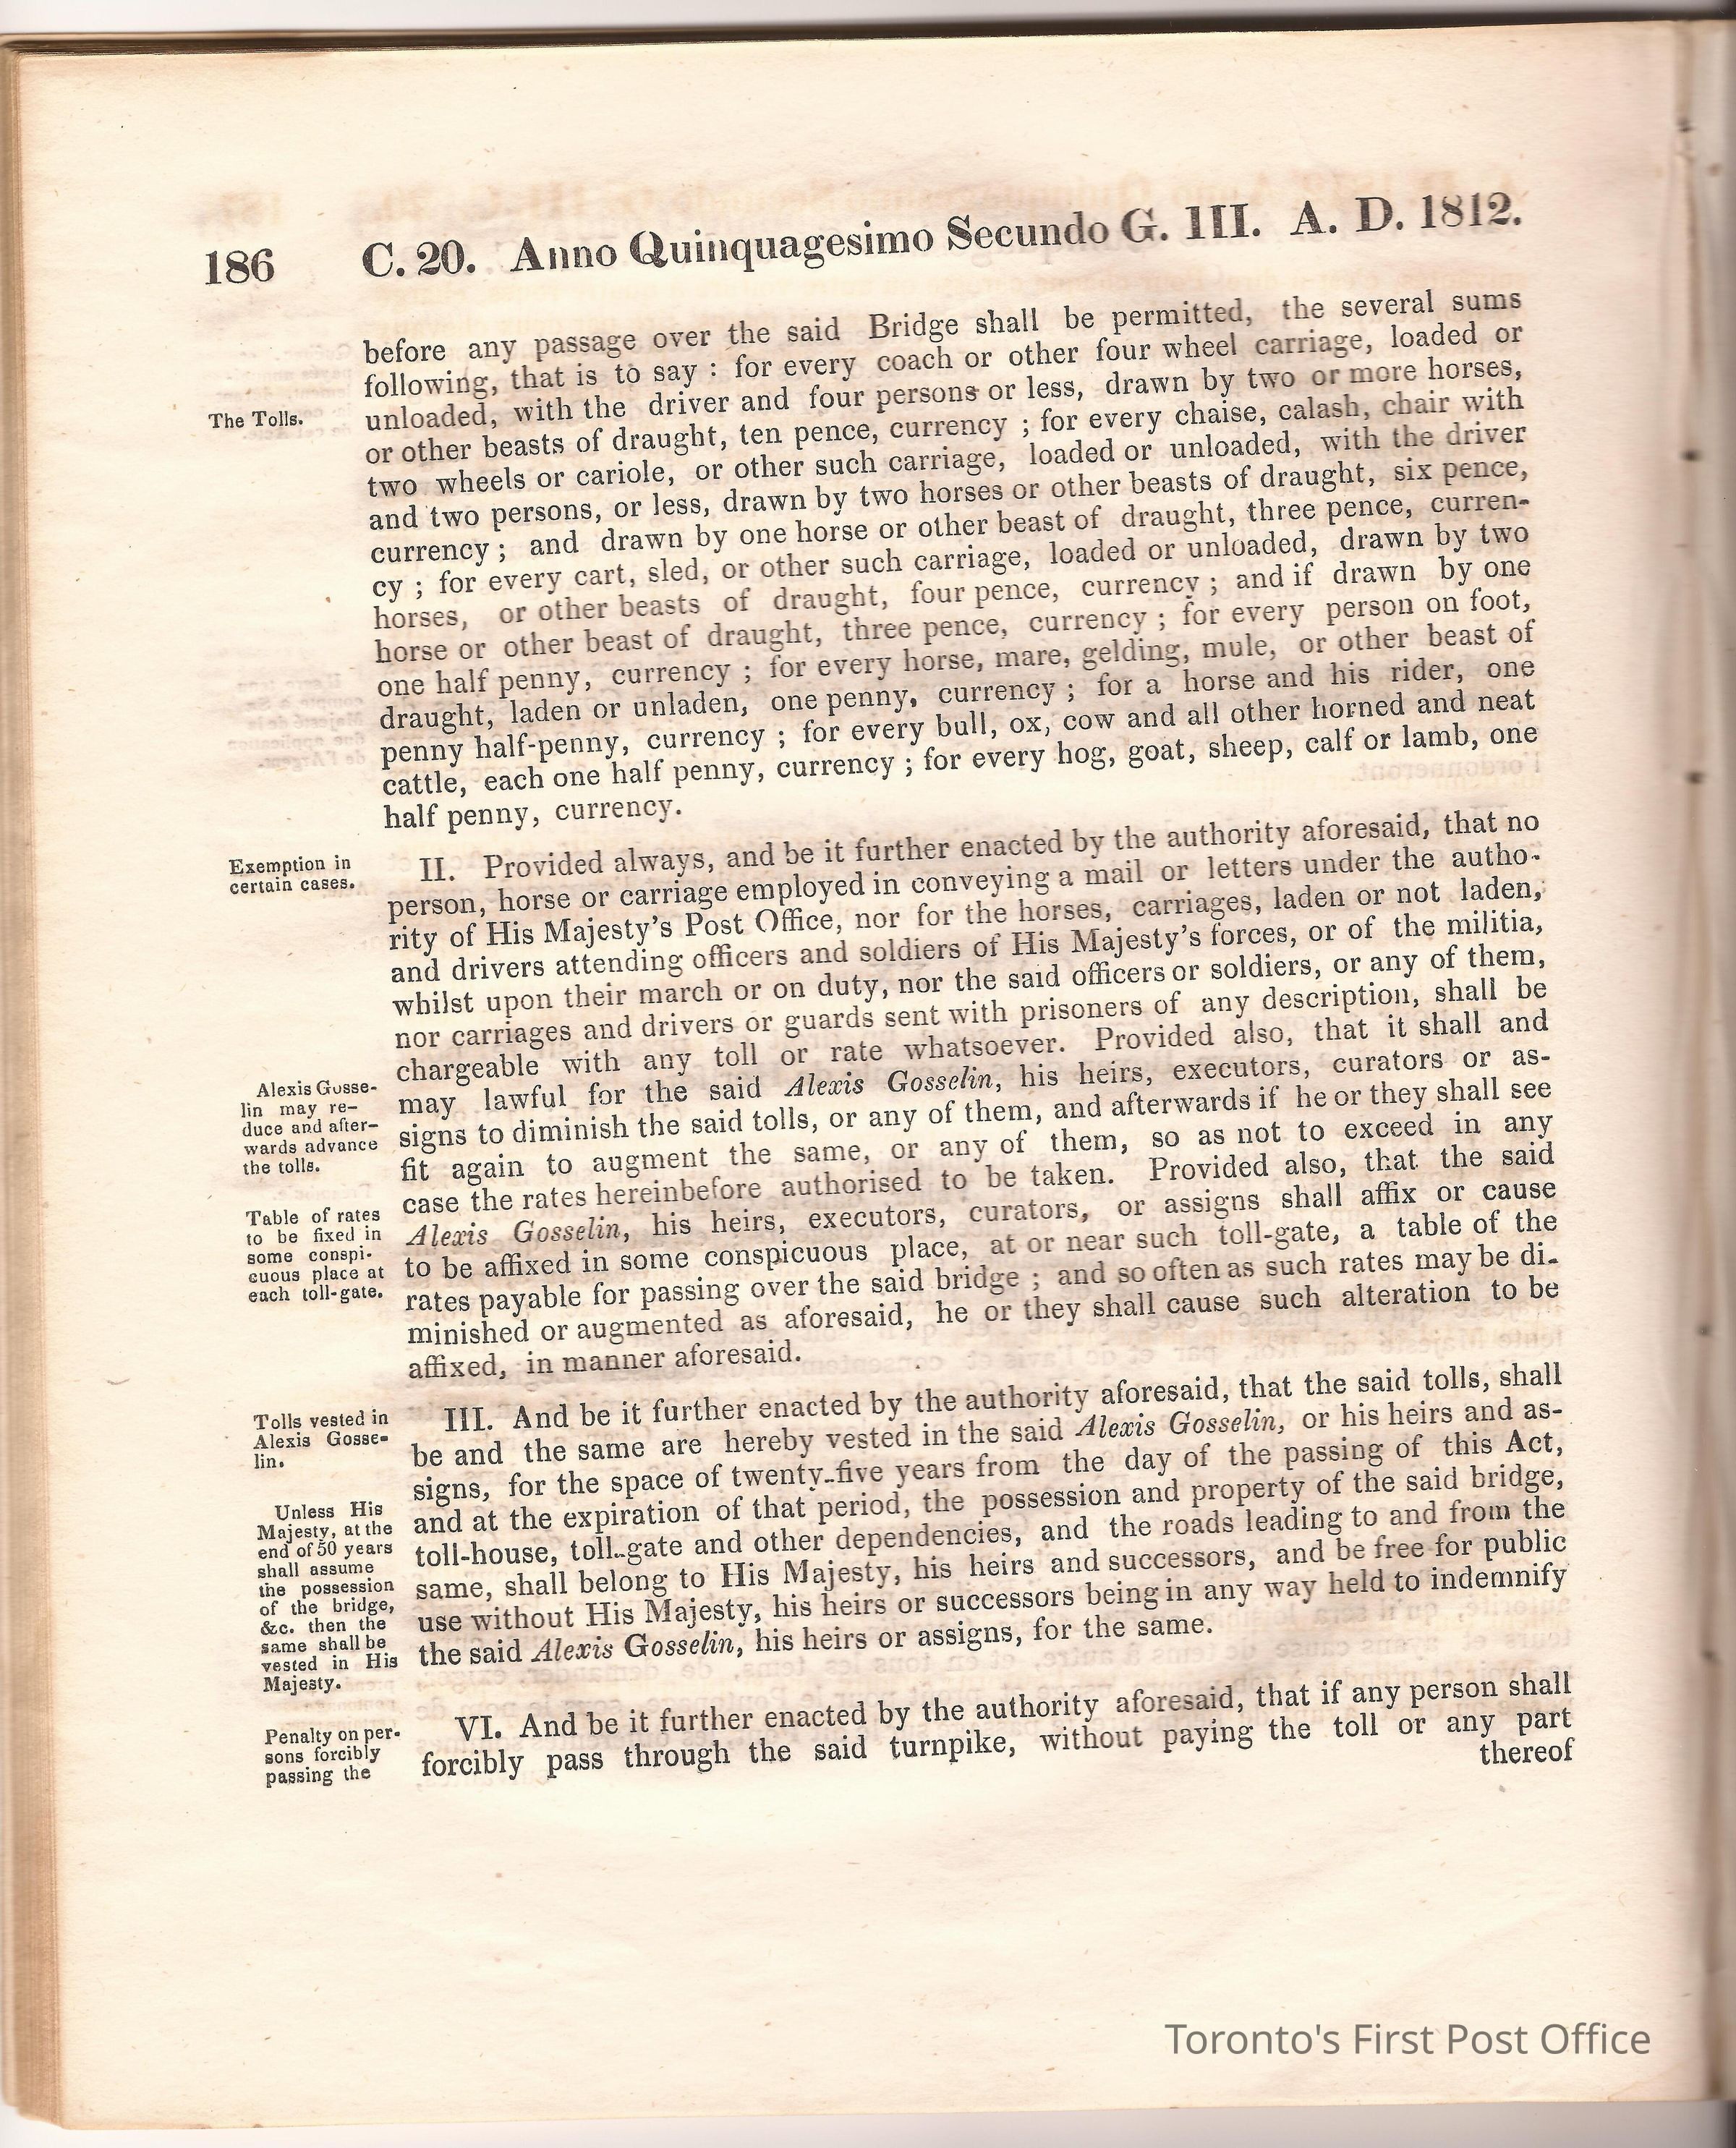 186 C. 20. Anno Quinquagesimo Secundo G. III. A. D. 1812.
before any passage over the said Bridge shall be permitted, the several sums
following, that is to say : for every coach or other four wheel carriage, loaded or
The Tolls.
unloaded, with the driver and four persons or less, drawn by two or more horses,
or other beasts of draught, ten pence, currency ; for every chaise, calash, chair with
two wheels or cariole, or other such carriage, loaded or unloaded, with the driver
and two persons, or less, drawn by two horses or other beasts of draught, six pence,
currency ; and drawn by one horse or other beast of draught, three pence, curren-
cy ; for every cart, sled, or other such carriage, loaded or unloaded, drawn by two
horses, or other beasts of draught, four pence, currency ; and if drawn by one
horse or other beast of draught, three pence, currency ; for every person on foot,
one half penny, currency ; for every horse, mare, gelding, mule, or other beast of
draught, laden or unladen, one penny, currency ; for a horse and his rider, one
penny half-penny, currency ; for every bull, ox, cow and all other horned and neat
cattle, each one half penny, currency ; for every hog, goat, sheep, calf or lamb, one
half penny, currency.
Exemption in
certain cases.
II. Provided always, and be it further enacted by the authority aforesaid, that no
person, horse or carriage employed in conveying a mail or letters under the autho-
rity of His Majesty's Post Office, nor for the horses, carriages, laden or not laden,
and drivers attending officers and soldiers of His Majesty's forces, or of the militia,
whilst upon their march or on duty, nor the said officers or soldiers, or any of them,
nor carriages and drivers or guards sent with prisoners of any description, shall be
chargeable with any toll or rate whatsoever. Provided also, that it shall and
Alexis Gosse-
lin may re-
duce and after-
wards advance
the tolls.
may lawful for the said Alexis Gosselin, his heirs, executors, curators or as-
signs to diminish the said tolls, or any of them, and afterwards if he or they shall see
fit again to augment the same, or any of them, so as not to exceed in any
case the rates hereinbefore authorised to be taken. Provided also, that the said
Table of rates
to be fixed in
some conspi-
cuous place at
each toll-gate.
Alexis Gosselin, his heirs, executors, curators, or assigns shall affix or cause
to be affixed in some conspicuous place, at or near such toll-gate, a table of the
rates payable for passing over the said bridge ; and so often as such rates may be di-
minished or augmented as aforesaid, he or they shall cause such alteration to be
affixed, in manner aforesaid.
Tolls vested in
Alexis Gosse-
lin.
III. And be it further enacted by the authority aforesaid, that the said tolls, shall
be and the same are hereby vested in the said Alexis Gosselin, or his heirs and as-
signs, for the space of twenty-five years from the day of the passing of this Act,
Unless His
Majesty, at the
end of 50 years
shall assume
the possession
of the bridge,
&c. then the
same shall be
vested in His
Majesty.
and at the expiration of that period, the possession and property of the said bridge,
toll-house, toll-gate and other dependencies, and the roads leading to and from the
same, shall belong to His Majesty, his heirs and successors, and be free for public
use without His Majesty, his heirs or successors being in any way held to indemnify
the said Alexis Gosselin, his heirs or assigns, for the same.
Penalty on per-
sons forcibly
passing the
VI. And be it further enacted by the authority aforesaid, that if any person shall
forcibly pass through the said turnpike, without paying the toll or any part
thereof
Toronto's First Post Office